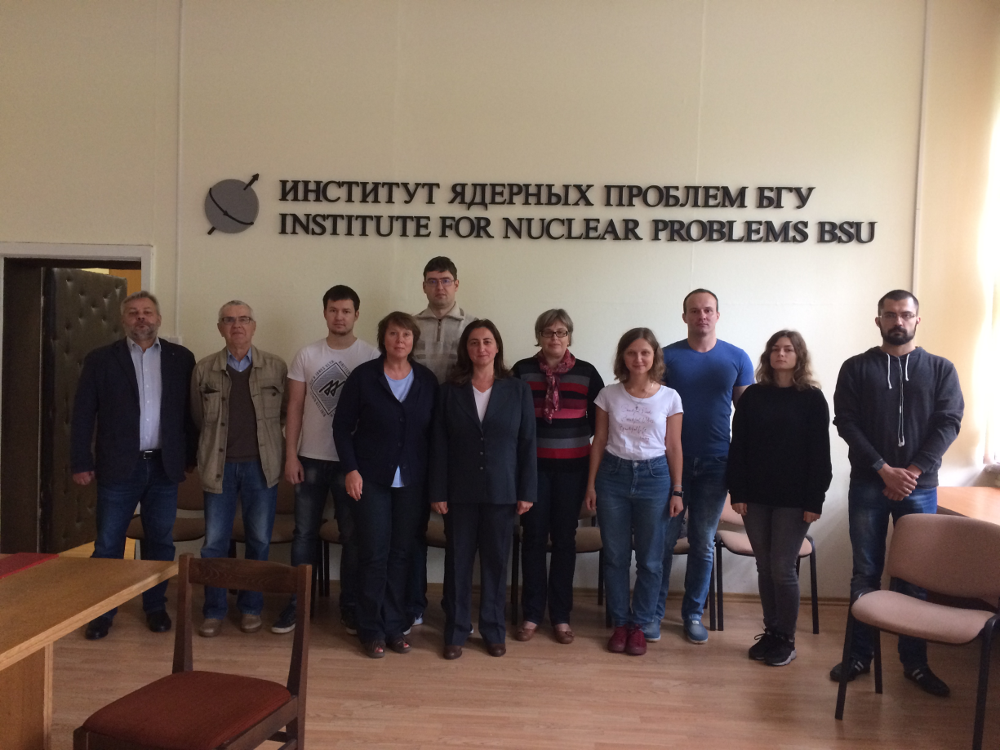 ИНСТИТУТ ЯДЕРНЫХ ПРОБЛЕМ БГУ
INSTITUTE FOR NUCLEAR PROBLEMS BSU